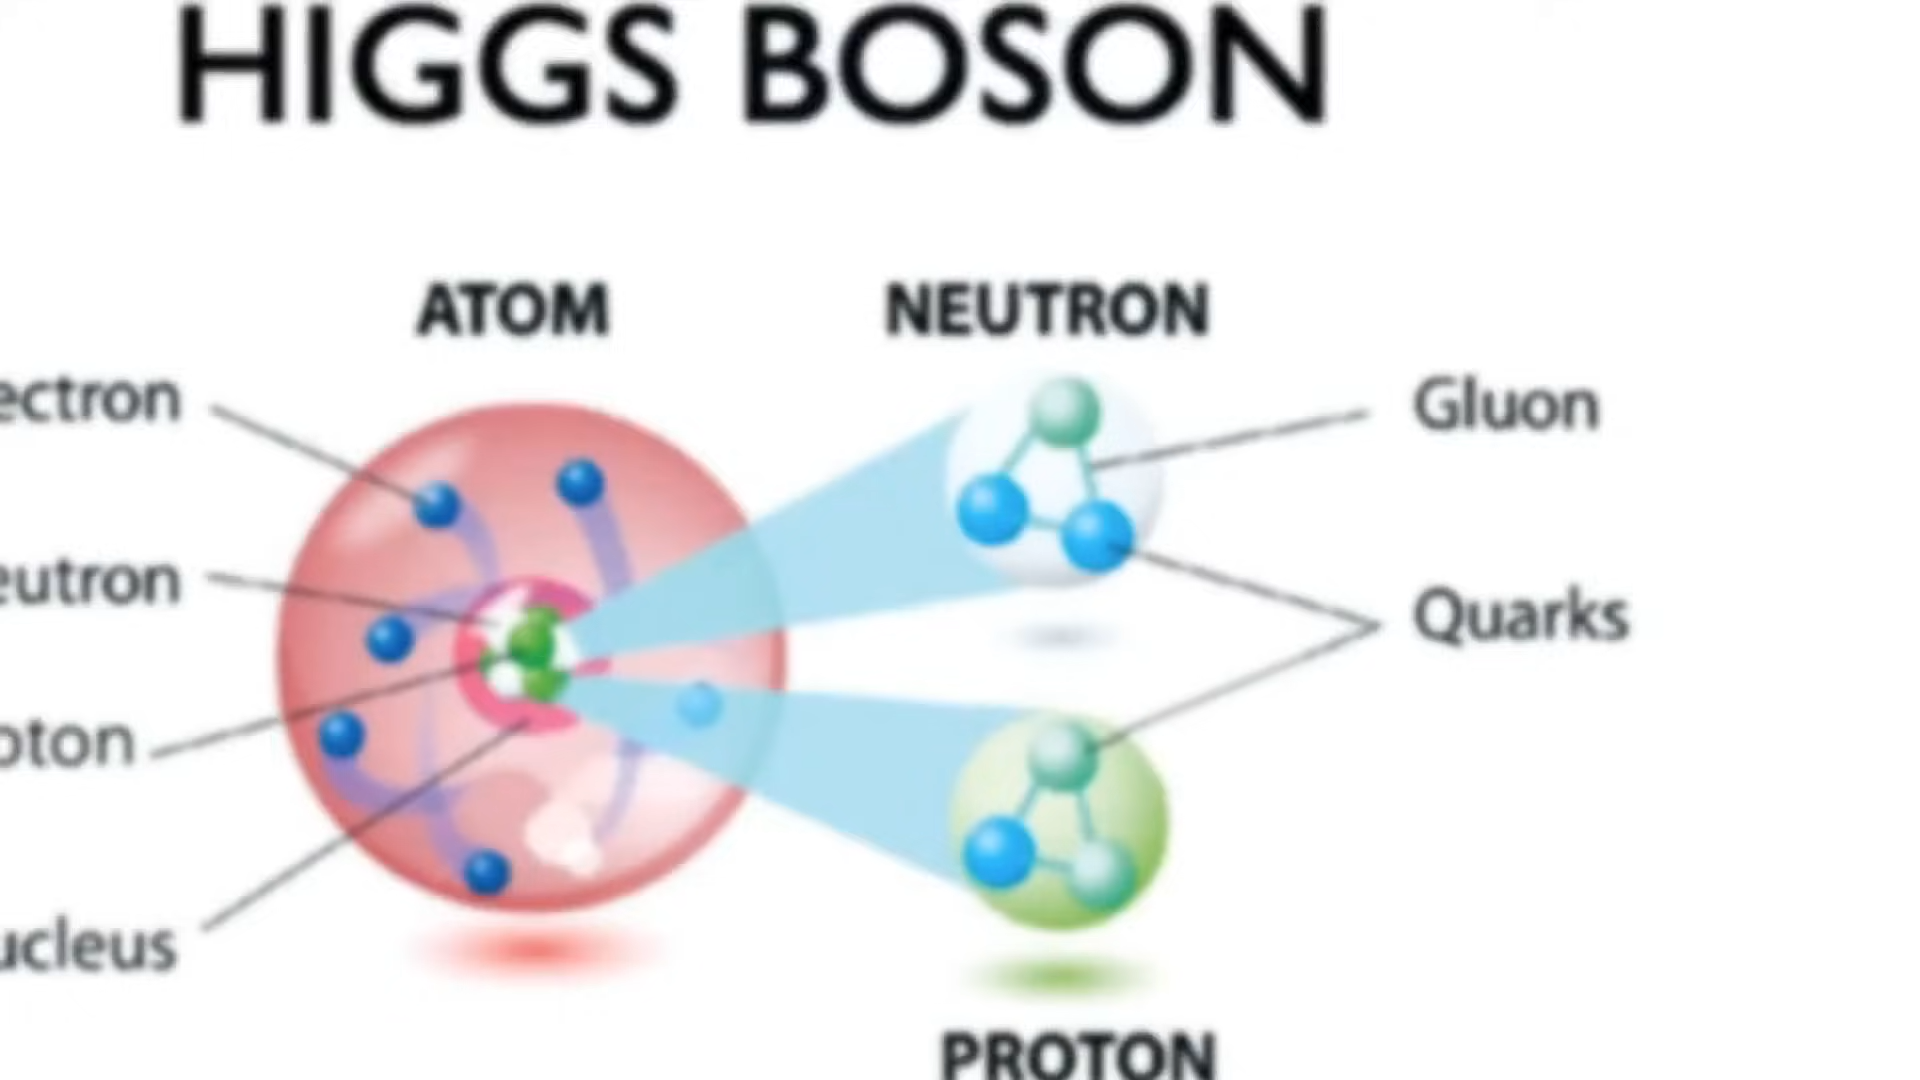 HIGGS BOSON
ATOM
NEUTRON
ectron
Gluon
eutron
Quarks
oton
ucleus
PROTON